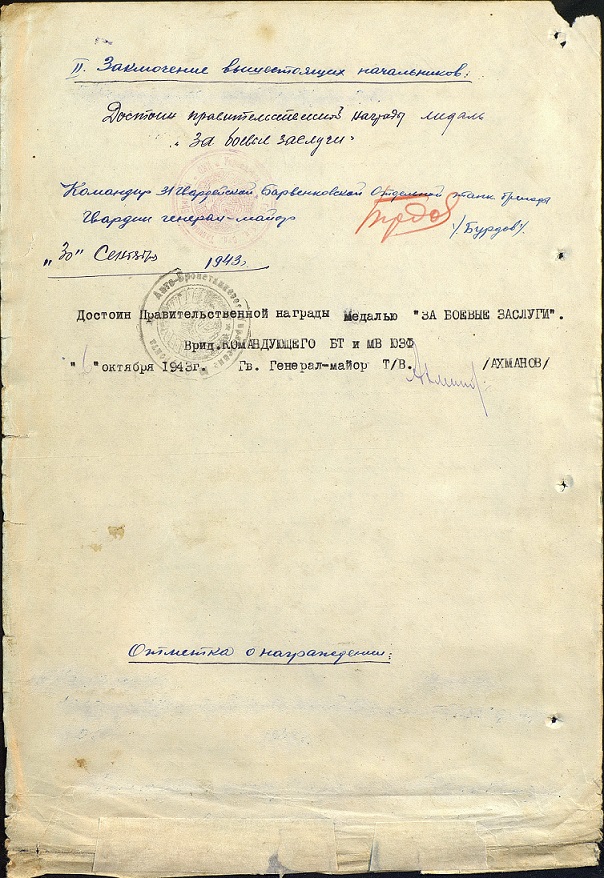 II. Заключение вышестоящих начальников:
Достоин правительственной награды медаль
"За боевые заслуги"
Командир 31 Гвардейской Барвенковской Отдельной танк. бригады
Гвардии генерал-майор /Бурдов/.
"30" Сентября 1943г.
Достоин Правительственной награды медалью "ЗА БОЕВЫЕ ЗАСЛУГИ".
Врид.КОМАНДУЮЩЕГО БТ и МВ ЮЗФ
" "октября 1943г. Гв. Генерал-майор Т/В. /АХМАНОВ/
Отметка о награждении: